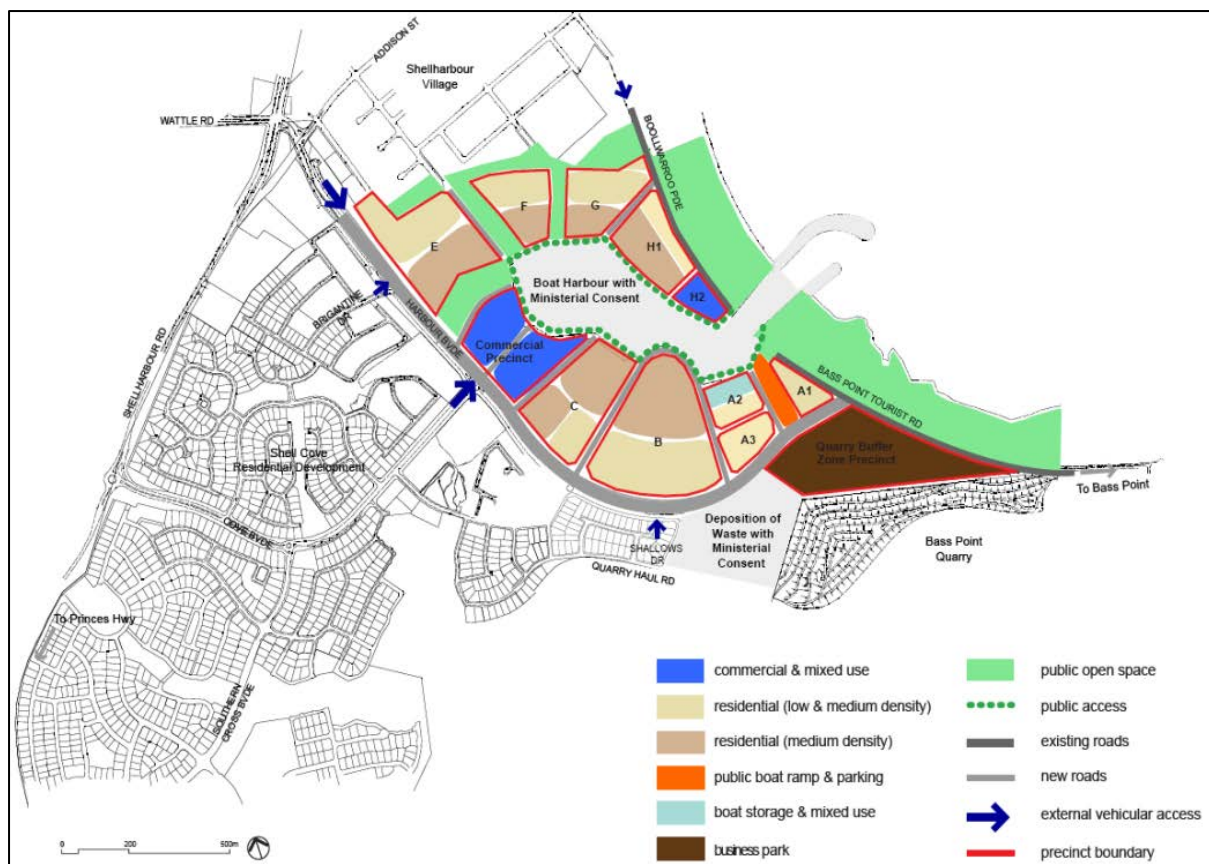 ADDISON ST
Shellharbour
Village
WATTLE RD
BOOLLWARROO PDE
F
G
E
H1
Boat Harbour with
Ministerial Consent
H2
BRIGANTINE
DR
HARBOUR BVDE
SHELLHARBOUR RD
Commercial
Precinct
C
B
A2
A1
A3
BASS POINT TOURIST RD
Quarry Buffer
Zone Precinct
Shell Cove
Residential Development
To Bass Point
COVE BVDE
Deposition of
Waste with
Ministerial
Consent
Bass Point
Quarry
SHALLOWS
DR
QUARRY HAUL RD
To Princes Hwy
SOUTHERN
CROSS BVDE
commercial & mixed use
residential (low & medium density)
residential (medium density)
public boat ramp & parking
boat storage & mixed use
business park
public open space
public access
existing roads
new roads
external vehicular access
precinct boundary
0 200 500m